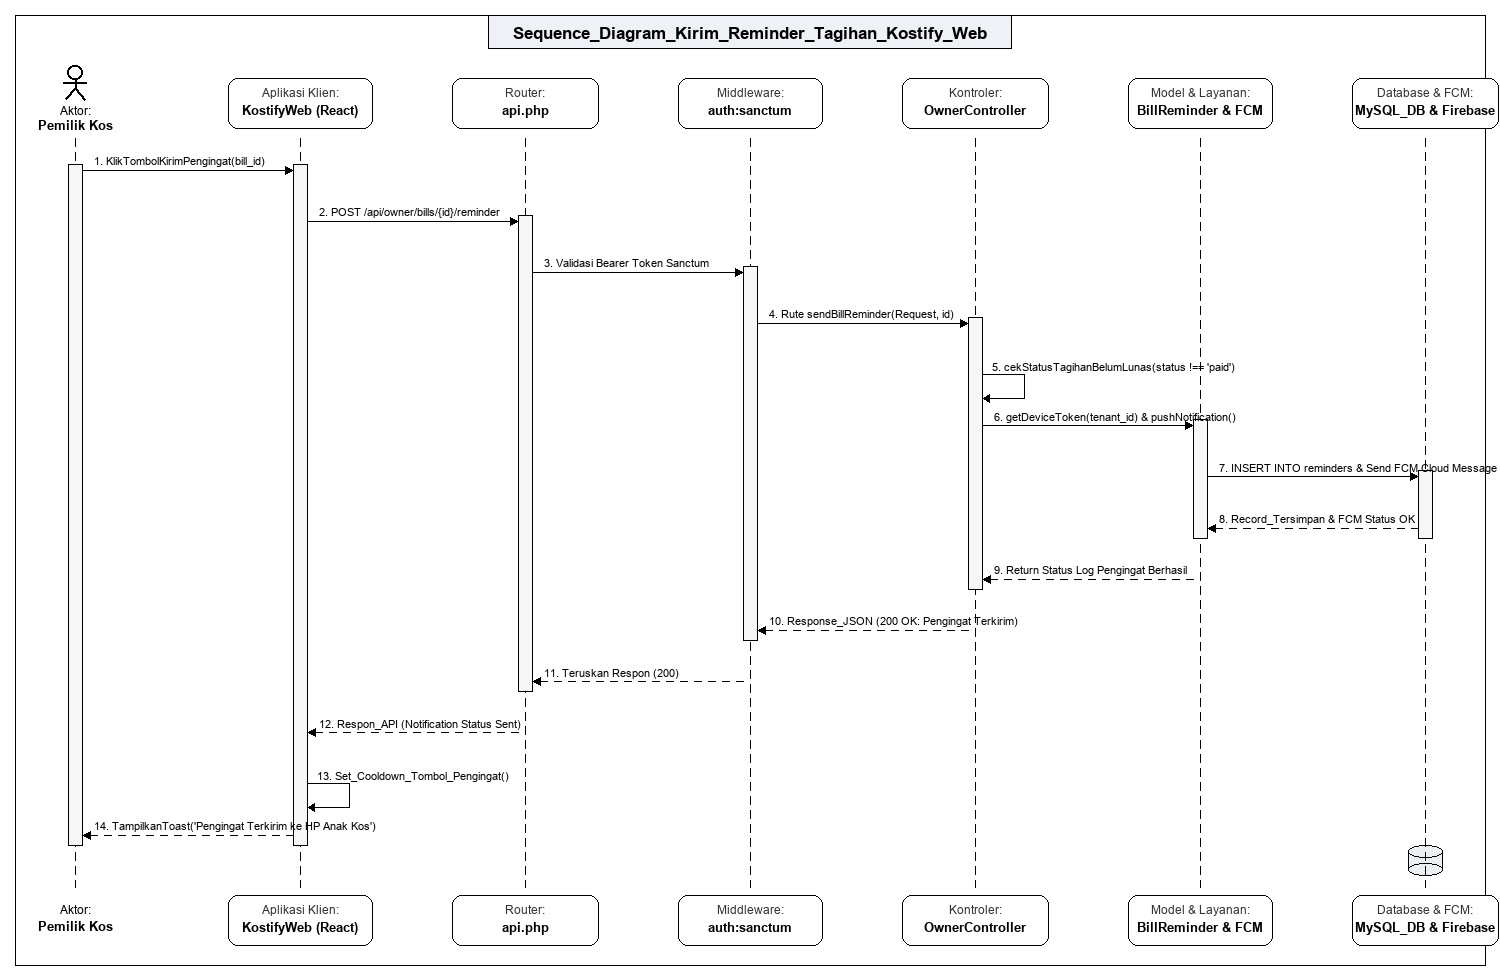 Sequence_Diagram_Kirim_Reminder_Tagihan_Kostify_Web
Aktor:
Pemilik Kos
Aplikasi Klien:
KostifyWeb (React)
Router:
api.php
Middleware:
auth:sanctum
Kontroler:
OwnerController
Model & Layanan:
BillReminder & FCM
Database & FCM:
MySQL_DB & Firebase
1. KlikTombolKirimPengingat(bill_id)
2. POST /api/owner/bills/{id}/reminder
3. Validasi Bearer Token Sanctum
4. Rute sendBillReminder(Request, id)
5. cekStatusTagihanBelumLunas(status !== 'paid')
6. getDeviceToken(tenant_id) & pushNotification()
7. INSERT INTO reminders & Send FCM Cloud Message
8. Record_Tersimpan & FCM Status OK
9. Return Status Log Pengingat Berhasil
10. Response_JSON (200 OK: Pengingat Terkirim)
11. Teruskan Respon (200)
12. Respon_API (Notification Status Sent)
13. Set_Cooldown_Tombol_Pengingat()
14. TampilkanToast('Pengingat Terkirim ke HP Anak Kos')
Aktor:
Pemilik Kos
Aplikasi Klien:
KostifyWeb (React)
Router:
api.php
Middleware:
auth:sanctum
Kontroler:
OwnerController
Model & Layanan:
BillReminder & FCM
Database & FCM:
MySQL_DB & Firebase